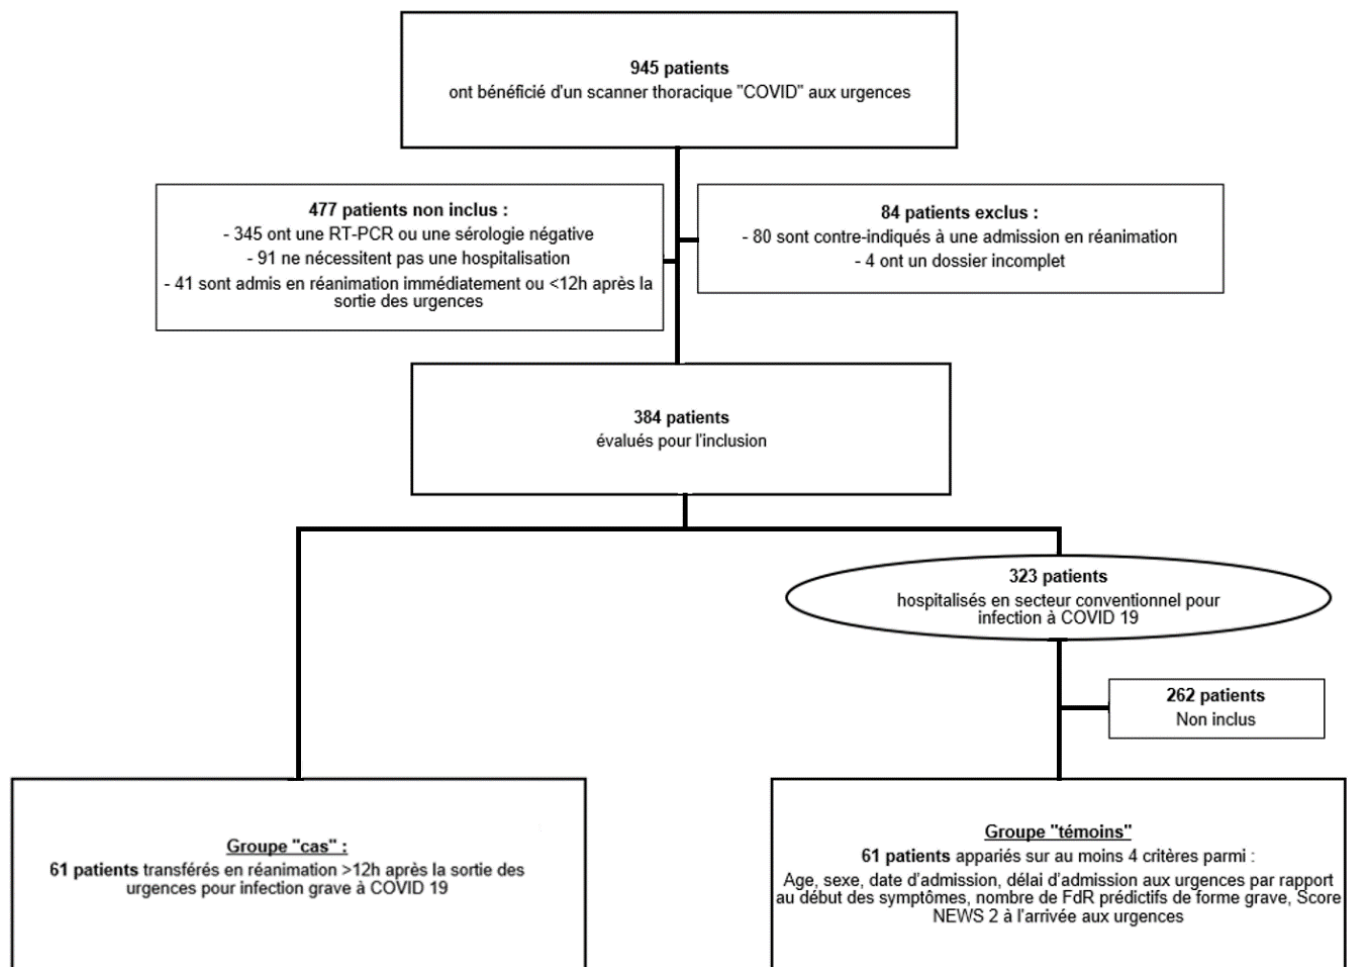 945 patients
ont bénéficié d'un scanner thoracique "COVID" aux urgences
477 patients non inclus :
- 345 ont une RT-PCR ou une sérologie négative
- 91 ne nécessitent pas une hospitalisation
- 41 sont admis en réanimation immédiatement ou <12h après la
sortie des urgences
84 patients exclus :
- 80 sont contre-indiqués à une admission en réanimation
- 4 ont un dossier incomplet
384 patients
évalués pour l'inclusion
323 patients
hospitalisés en secteur conventionnel pour
infection à COVID 19
262 patients
Non inclus
Groupe "cas" :
61 patients transférés en réanimation >12h après la sortie des
urgences pour infection grave à COVID 19
Groupe "témoins"
61 patients appariés sur au moins 4 critères parmi :
Age, sexe, date d'admission, délai d'admission aux urgences par rapport
au début des symptômes, nombre de FdR prédictifs de forme grave, Score
NEWS 2 à l'arrivée aux urgences